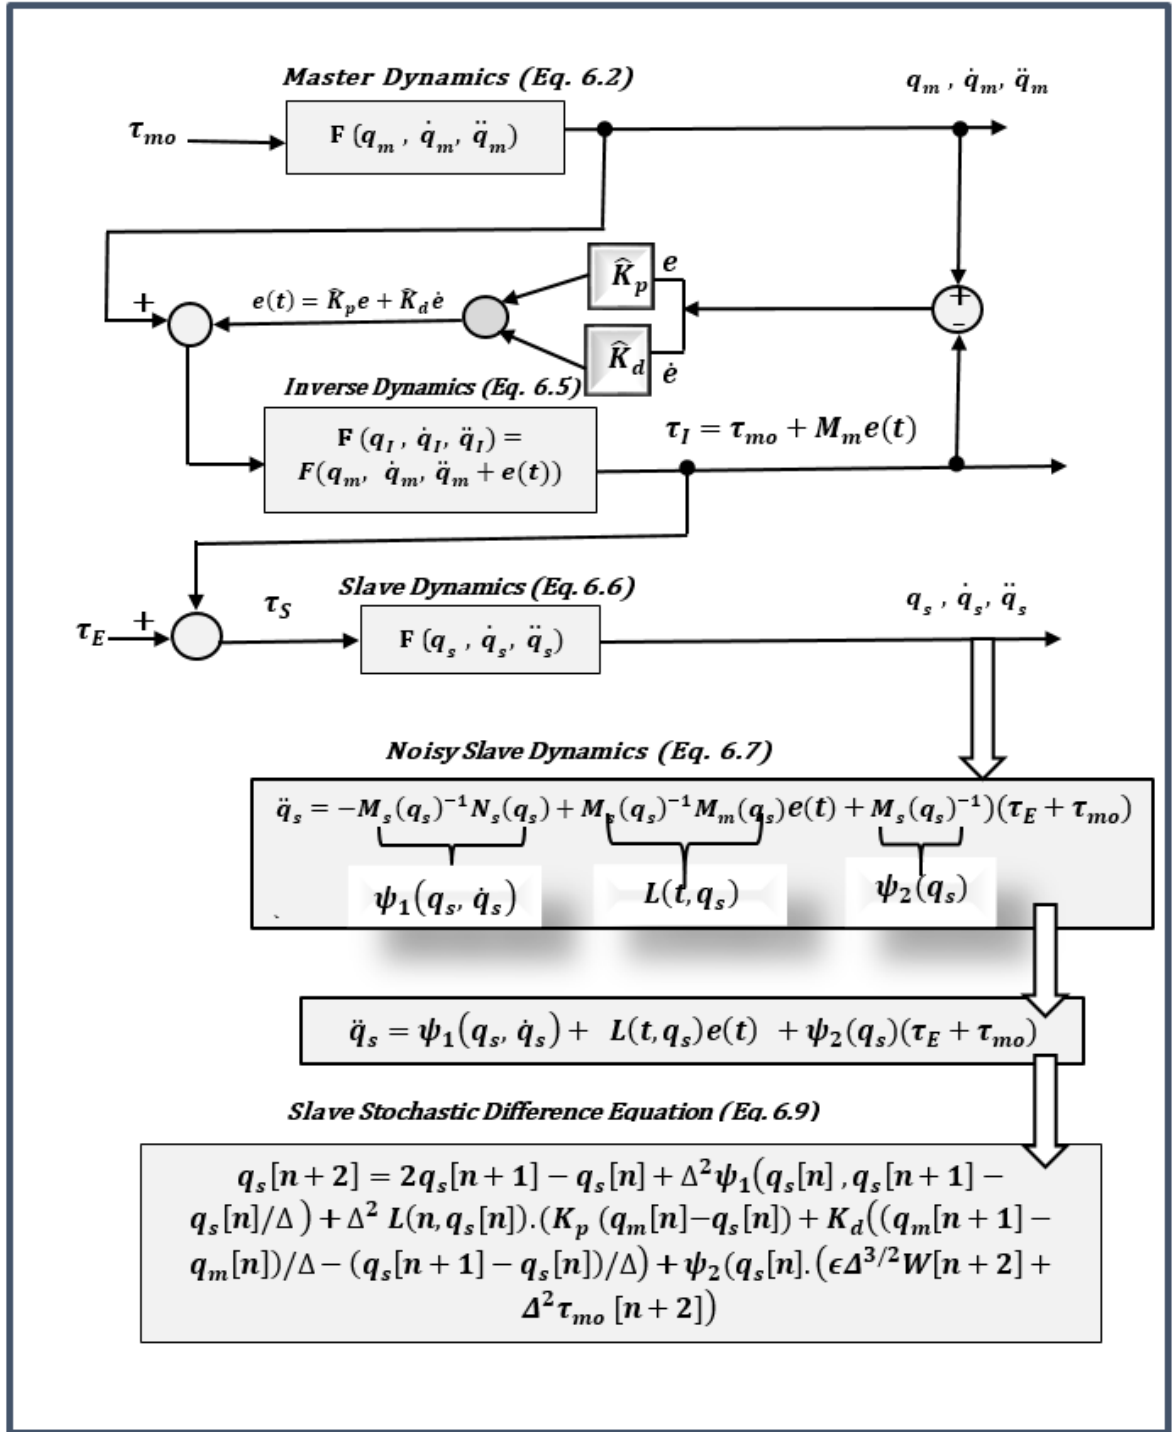 Master Dynamics (Eq. 6.2)
q_m , q̇_m, q̈_m
τ_mo
F (q_m , q̇_m, q̈_m)
K̂_p
e
+
e(t) = K̂_p e + K̂_d ė
+
-
K̂_d
ė
Inverse Dynamics (Eq. 6.5)
F (q_I , q̇_I, q̈_I) =
F(q_m, q̇_m, q̈_m + e(t))
τ_I = τ_mo + M_m e(t)
Slave Dynamics (Eq. 6.6)
q_s , q̇_s, q̈_s
τ_E
+
τ_S
F (q_s , q̇_s, q̈_s)
Noisy Slave Dynamics (Eq. 6.7)
q̈_s = −M_s(q_s)^−1 N_s(q_s) + M_s(q_s)^−1 M_m(q_s)e(t) + M_s(q_s)^−1)(τ_E + τ_mo)
ψ_1(q_s, q̇_s)
L(t, q_s)
ψ_2(q_s)
q̈_s = ψ_1(q_s, q̇_s) + L(t, q_s)e(t) + ψ_2(q_s)(τ_E + τ_mo)
Slave Stochastic Difference Equation (Eq. 6.9)
q_s[n + 2] = 2q_s[n + 1] − q_s[n] + Δ^2 ψ_1(q_s[n] , q_s[n + 1] −
q_s[n]/Δ ) + Δ^2 L(n, q_s[n]).(K_p (q_m[n]−q_s[n]) + K_d((q_m[n + 1] −
q_m[n])/Δ − (q_s[n + 1] − q_s[n])/Δ) + ψ_2(q_s[n].(ϵΔ^3/2 W[n + 2] +
Δ^2 τ_mo [n + 2])